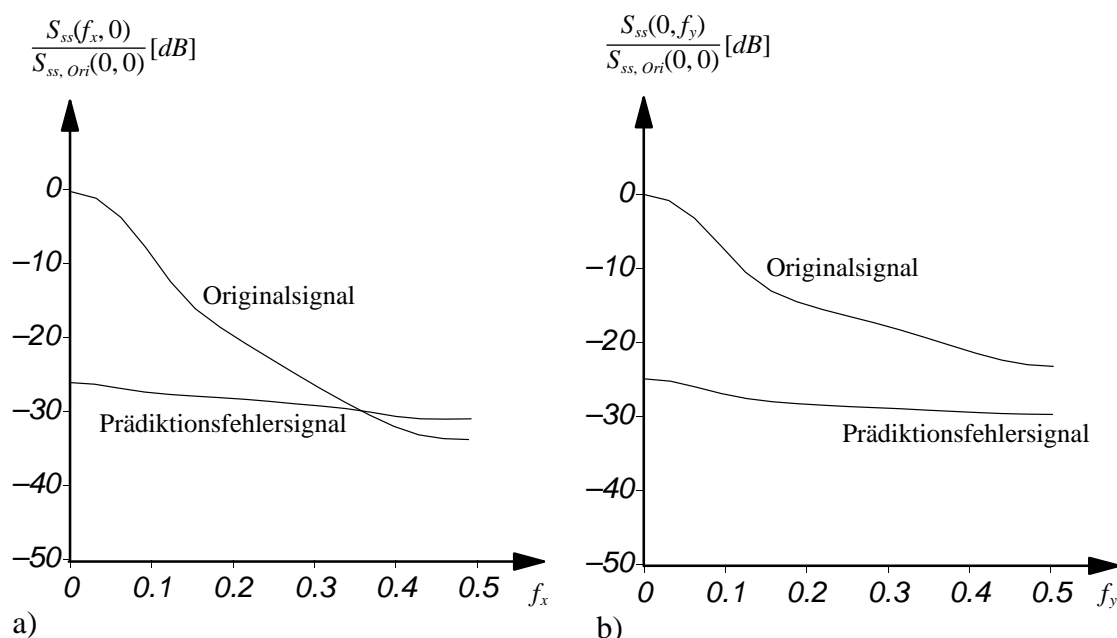 S_ss(f_x, 0)
S_ss, Ori(0, 0) [dB]
0
–10
–20
–30
–40
–50
Originalsignal
Prädiktionsfehlersignal
0 0.1 0.2 0.3 0.4 0.5 f_x
a)
S_ss(0, f_y)
S_ss, Ori(0, 0) [dB]
0
–10
–20
–30
–40
–50
Originalsignal
Prädiktionsfehlersignal
0 0.1 0.2 0.3 0.4 0.5 f_y
b)